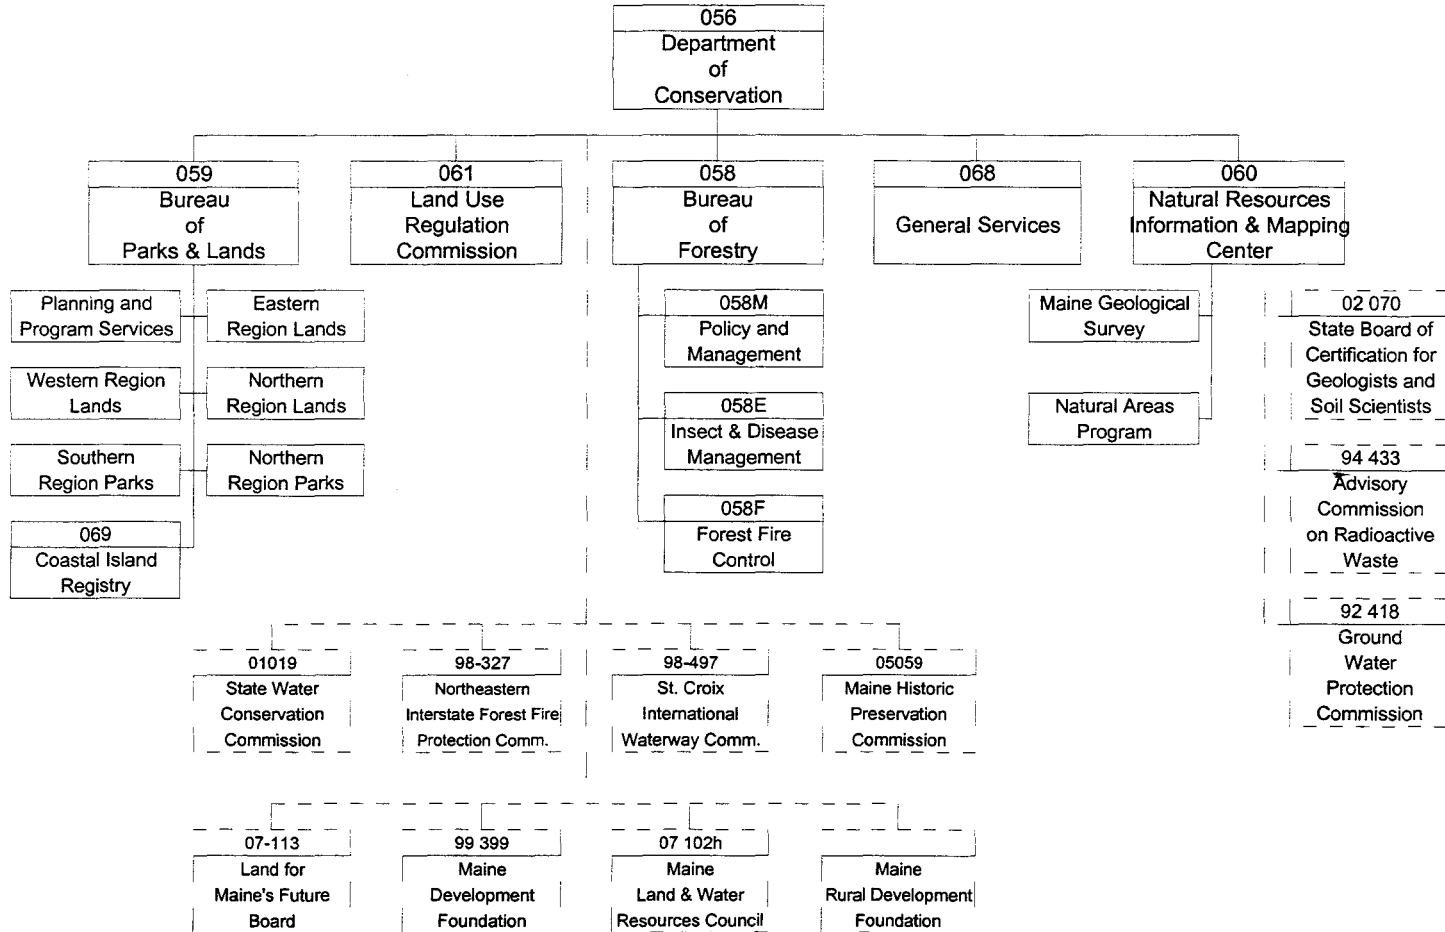 056
Department
of
Conservation
059
Bureau
of
Parks & Lands
061
Land Use
Regulation
Commission
058
Bureau
of
Forestry
068
General Services
060
Natural Resources
Information & Mapping
Center
Planning and
Program Services
Eastern
Region Lands
Western Region
Lands
Northern
Region Lands
Southern
Region Parks
Northern
Region Parks
069
Coastal Island
Registry
058M
Policy and
Management
058E
Insect & Disease
Management
058F
Forest Fire
Control
Maine Geological
Survey
Natural Areas
Program
02 070
State Board of
Certification for
Geologists and
Soil Scientists
94 433
Advisory
Commission
on Radioactive
Waste
92 418
Ground
Water
Protection
Commission
01019
State Water
Conservation
Commission
98-327
Northeastern
Interstate Forest Fire
Protection Comm.
98-497
St. Croix
International
Waterway Comm.
05059
Maine Historic
Preservation
Commission
07-113
Land for
Maine's Future
Board
99 399
Maine
Development
Foundation
07 102h
Maine
Land & Water
Resources Council
Maine
Rural Development
Foundation